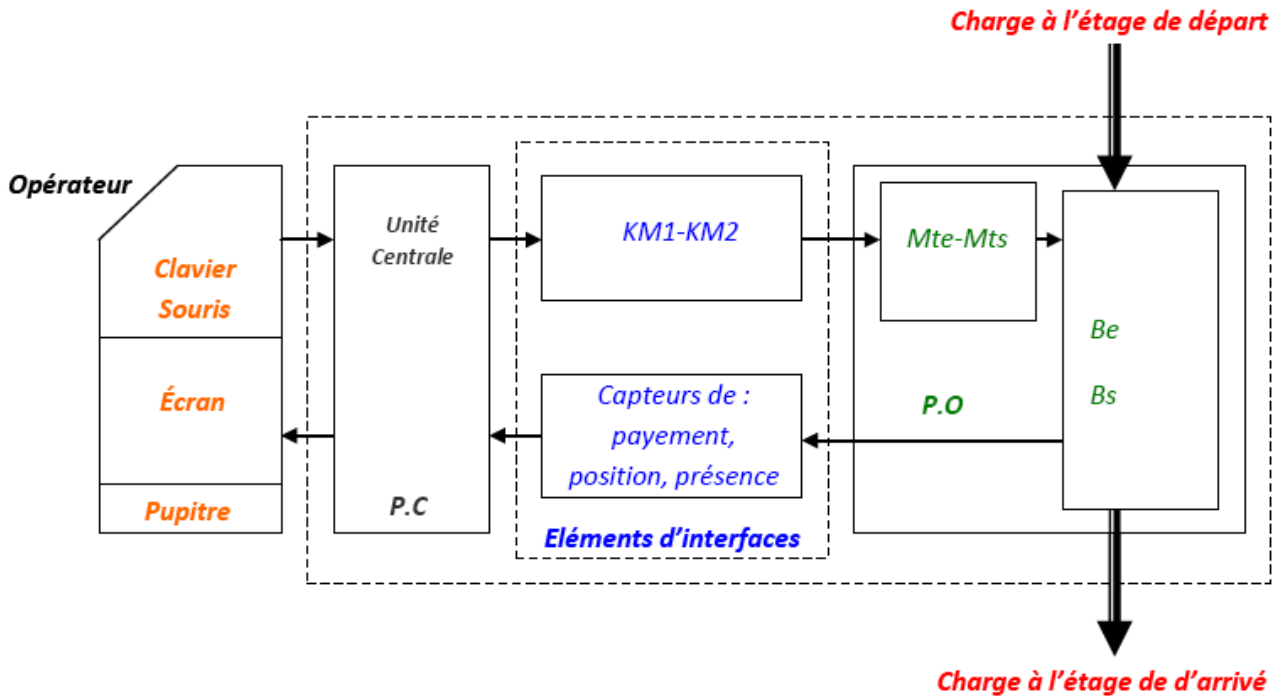 Charge à l'étage de départ
Opérateur
Clavier
Souris
Écran
Pupitre
Unité
Centrale
P.C
KM1-KM2
Capteurs de :
payement,
position, présence
Eléments d'interfaces
Mte-Mts
P.O
Be
Bs
Charge à l'étage de d'arrivé